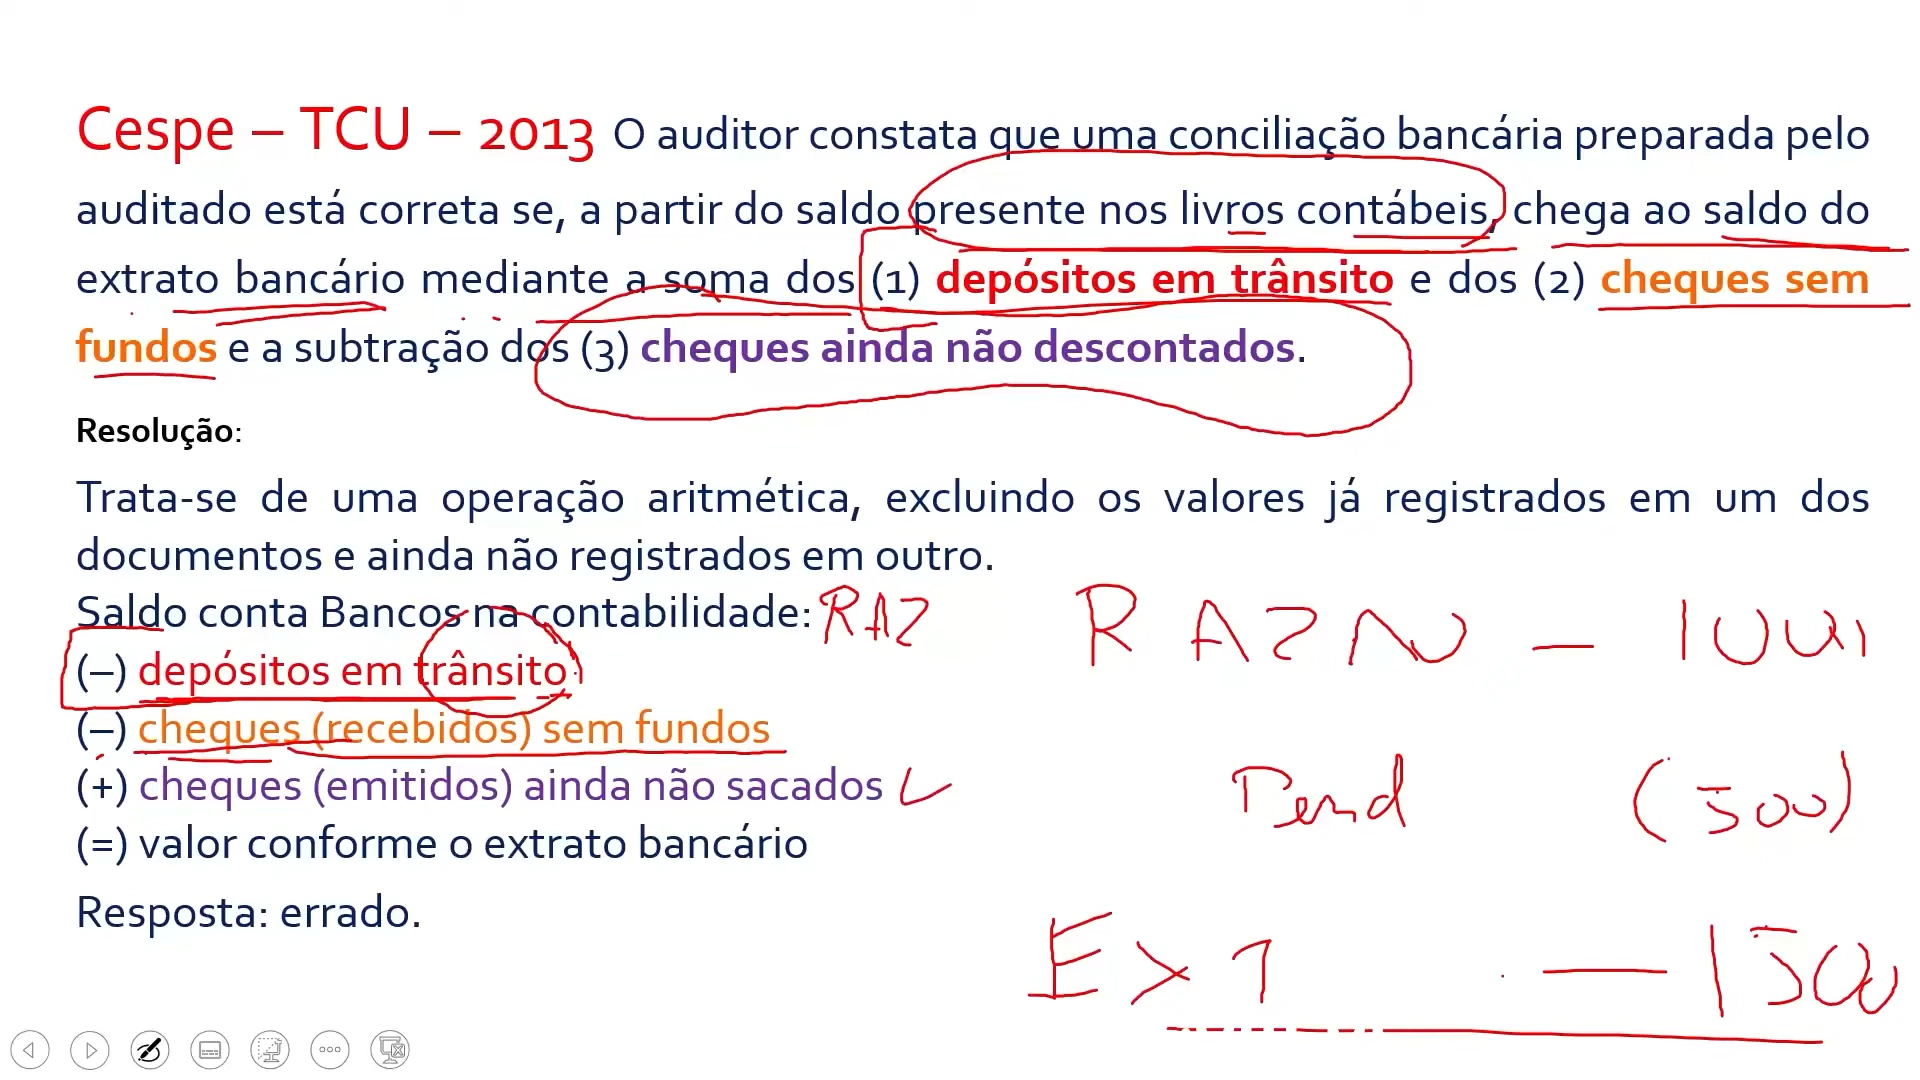 Cespe – TCU – 2013 O auditor constata que uma conciliação bancária preparada pelo
auditado está correta se, a partir do saldo presente nos livros contábeis, chega ao saldo do
extrato bancário mediante a soma dos (1) depósitos em trânsito e dos (2) cheques sem
fundos e a subtração dos (3) cheques ainda não descontados.
Resolução:
Trata-se de uma operação aritmética, excluindo os valores já registrados em um dos
documentos e ainda não registrados em outro.
Saldo conta Bancos na contabilidade: RAZ
(–) depósitos em trânsito
(–) cheques (recebidos) sem fundos
(+) cheques (emitidos) ainda não sacados
(=) valor conforme o extrato bancário
Resposta: errado.
Pend (500)
— 1500